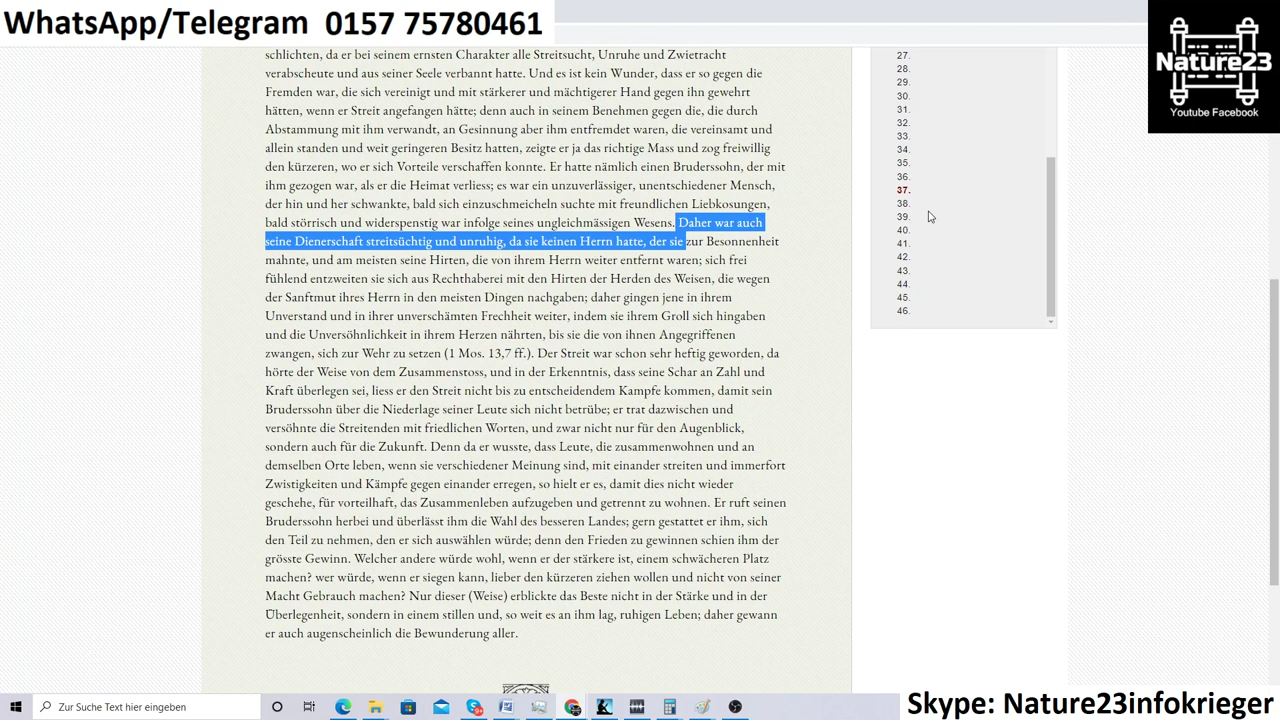 WhatsApp/Telegram 0157 75780461
Nature23
Youtube Facebook
schlichten, da er bei seinem ernsten Charakter alle Streitsucht, Unruhe und Zwietracht
verabscheute und aus seiner Seele verbannt hatte. Und es ist kein Wunder, dass er so gegen die
Fremden war, die sich vereinigt und mit stärkerer und mächtigerer Hand gegen ihn gewehrt
hätten, wenn er Streit angefangen hätte; denn auch in seinem Benehmen gegen die, die durch
Abstammung mit ihm verwandt, an Gesinnung aber ihm entfremdet waren, die vereinsamt und
allein standen und weit geringeren Besitz hatten, zeigte er ja das richtige Mass und zog freiwillig
den kürzeren, wo er sich Vorteile verschaffen konnte. Er hatte nämlich einen Bruderssohn, der mit
ihm gezogen war, als er die Heimat verliess; es war ein unzuverlässiger, unentschiedener Mensch,
der hin und her schwankte, bald sich einzuschmeicheln suchte mit freundlichen Liebkosungen,
bald störrisch und widerspenstig war infolge seines ungleichmässigen Wesens. Daher war auch
seine Dienerschaft streitsüchtig und unruhig, da sie keinen Herrn hatte, der sie zur Besonnenheit
mahnte, und am meisten seine Hirten, die von ihrem Herrn weiter entfernt waren; sich frei
fühlend entzweiten sie sich aus Rechthaberei mit den Hirten der Herden des Weisen, die wegen
der Sanftmut ihres Herrn in den meisten Dingen nachgaben; daher gingen jene in ihrem
Unverstand und in ihrer unverschämten Frechheit weiter, indem sie ihrem Groll sich hingaben
und die Unversöhnlichkeit in ihrem Herzen nährten, bis sie die von ihnen Angegriffenen
zwangen, sich zur Wehr zu setzen (1 Mos. 13,7 ff.). Der Streit war schon sehr heftig geworden, da
hörte der Weise von dem Zusammenstoss, und in der Erkenntnis, dass seine Schar an Zahl und
Kraft überlegen sei, liess er den Streit nicht bis zu entscheidendem Kampfe kommen, damit sein
Bruderssohn über die Niederlage seiner Leute sich nicht betrübe; er trat dazwischen und
versöhnte die Streitenden mit friedlichen Worten, und zwar nicht nur für den Augenblick,
sondern auch für die Zukunft. Denn da er wusste, dass Leute, die zusammenwohnen und an
demselben Orte leben, wenn sie verschiedener Meinung sind, mit einander streiten und immerfort
Zwistigkeiten und Kämpfe gegen einander erregen, so hielt er es, damit dies nicht wieder
geschehe, für vorteilhaft, das Zusammenleben aufzugeben und getrennt zu wohnen. Er ruft seinen
Bruderssohn herbei und überlässt ihm die Wahl des besseren Landes; gern gestattet er ihm, sich
den Teil zu nehmen, den er sich auswählen würde; denn den Frieden zu gewinnen schien ihm der
grösste Gewinn. Welcher andere würde wohl, wenn er der stärkere ist, einem schwächeren Platz
machen? wer würde, wenn er siegen kann, lieber den kürzeren ziehen wollen und nicht von seiner
Macht Gebrauch machen? Nur dieser (Weise) erblickte das Beste nicht in der Stärke und in der
Überlegenheit, sondern in einem stillen und, so weit es an ihm lag, ruhigen Leben; daher gewann
er auch augenscheinlich die Bewunderung aller.
27.
28.
29.
30.
31.
32.
33.
34.
35.
36.
37.
38.
39.
40.
41.
42.
43.
44.
45.
46.
Zur Suche Text hier eingeben
Skype: Nature23infokrieger